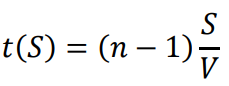 t(S) = (n − 1) S/V